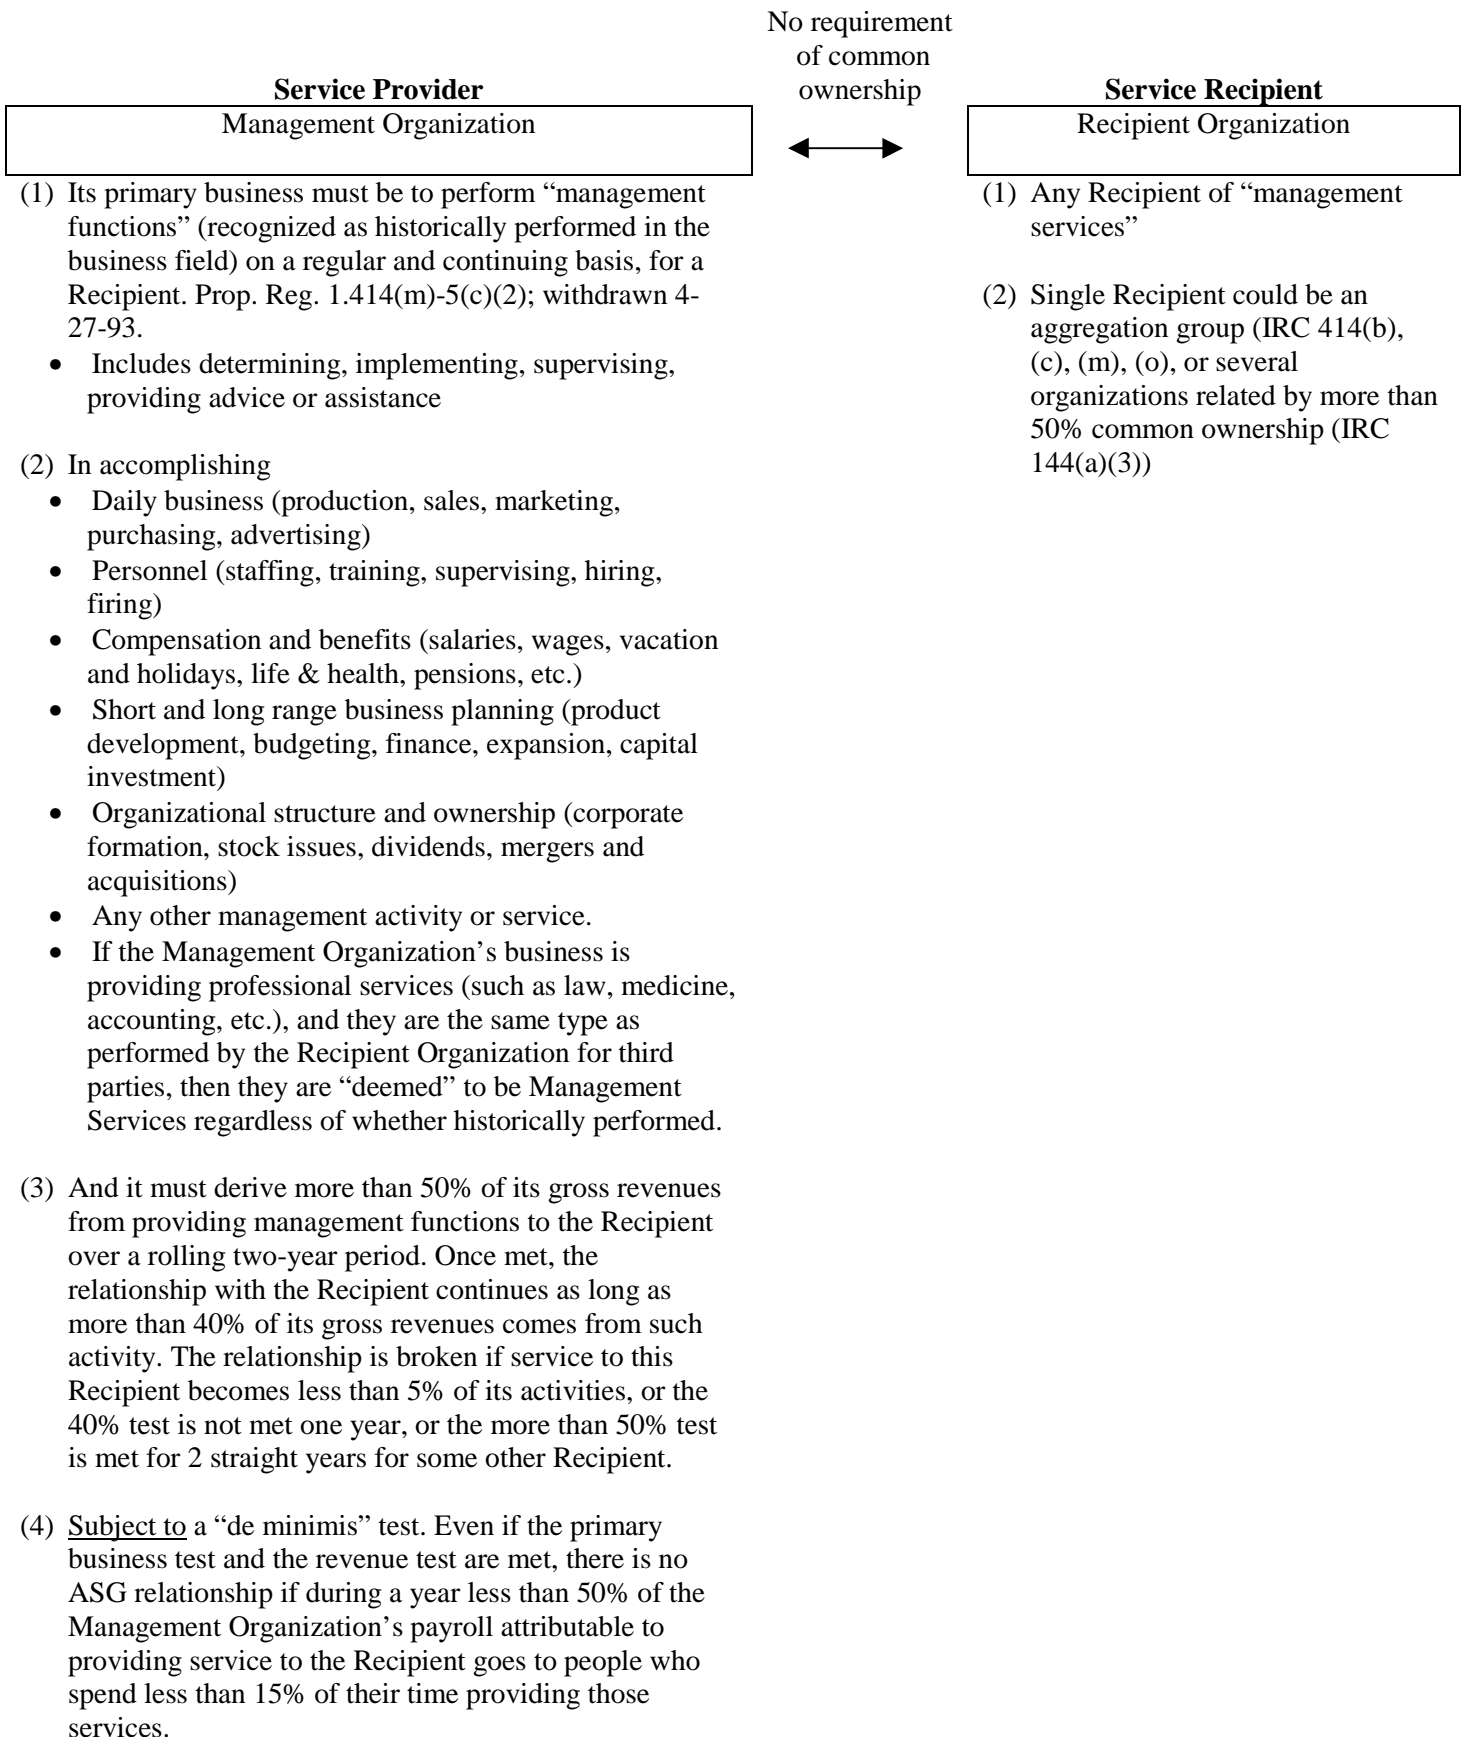 No requirement
of common
ownership
Service Provider
Service Recipient
Management Organization
Recipient Organization
(1) Its primary business must be to perform “management
functions” (recognized as historically performed in the
business field) on a regular and continuing basis, for a
Recipient. Prop. Reg. 1.414(m)-5(c)(2); withdrawn 4-
27-93.
• Includes determining, implementing, supervising,
providing advice or assistance
(2) In accomplishing
• Daily business (production, sales, marketing,
purchasing, advertising)
• Personnel (staffing, training, supervising, hiring,
firing)
• Compensation and benefits (salaries, wages, vacation
and holidays, life & health, pensions, etc.)
• Short and long range business planning (product
development, budgeting, finance, expansion, capital
investment)
• Organizational structure and ownership (corporate
formation, stock issues, dividends, mergers and
acquisitions)
• Any other management activity or service.
• If the Management Organization’s business is
providing professional services (such as law, medicine,
accounting, etc.), and they are the same type as
performed by the Recipient Organization for third
parties, then they are “deemed” to be Management
Services regardless of whether historically performed.
(3) And it must derive more than 50% of its gross revenues
from providing management functions to the Recipient
over a rolling two-year period. Once met, the
relationship with the Recipient continues as long as
more than 40% of its gross revenues comes from such
activity. The relationship is broken if service to this
Recipient becomes less than 5% of its activities, or the
40% test is not met one year, or the more than 50% test
is met for 2 straight years for some other Recipient.
(4) Subject to a “de minimis” test. Even if the primary
business test and the revenue test are met, there is no
ASG relationship if during a year less than 50% of the
Management Organization’s payroll attributable to
providing service to the Recipient goes to people who
spend less than 15% of their time providing those
services.
(1) Any Recipient of “management
services”
(2) Single Recipient could be an
aggregation group (IRC 414(b),
(c), (m), (o), or several
organizations related by more than
50% common ownership (IRC
144(a)(3))